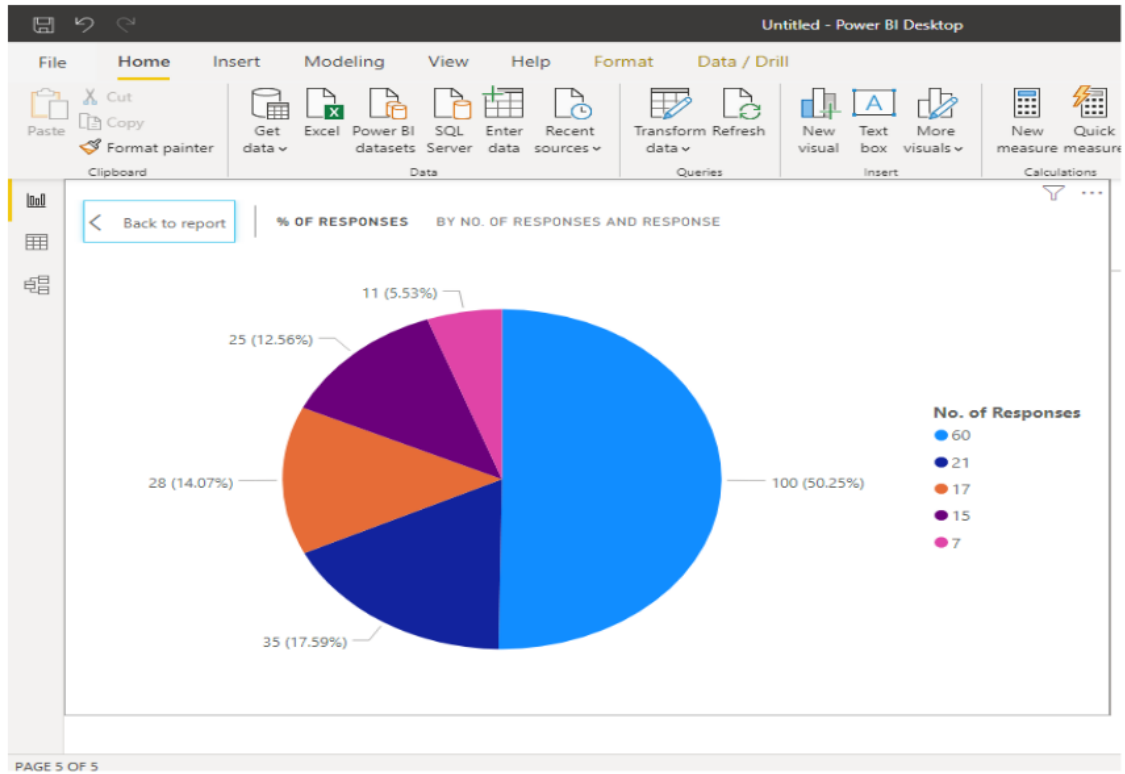 Untitled - Power BI Desktop
File Home Insert Modeling View Help Format Data / Drill
Paste
Cut
Copy
Format painter
Clipboard
Get data
Excel
Power BI datasets
SQL Server
Enter data
Recent sources
Data
Transform data
Refresh
Queries
New visual
Text box
More visuals
Insert
New measure
Quick measure
Calculations
Back to report
% OF RESPONSES
BY NO. OF RESPONSES AND RESPONSE
11 (5.53%)
25 (12.56%)
28 (14.07%)
35 (17.59%)
100 (50.25%)
No. of Responses
60
21
17
15
7
PAGE 5 OF 5